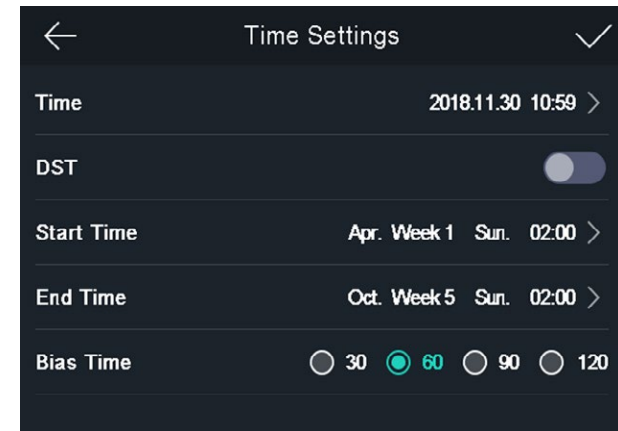 Time Settings
Time 2018.11.30 10:59
DST
Start Time Apr. Week 1 Sun. 02:00
End Time Oct. Week 5 Sun. 02:00
Bias Time 30 60 90 120